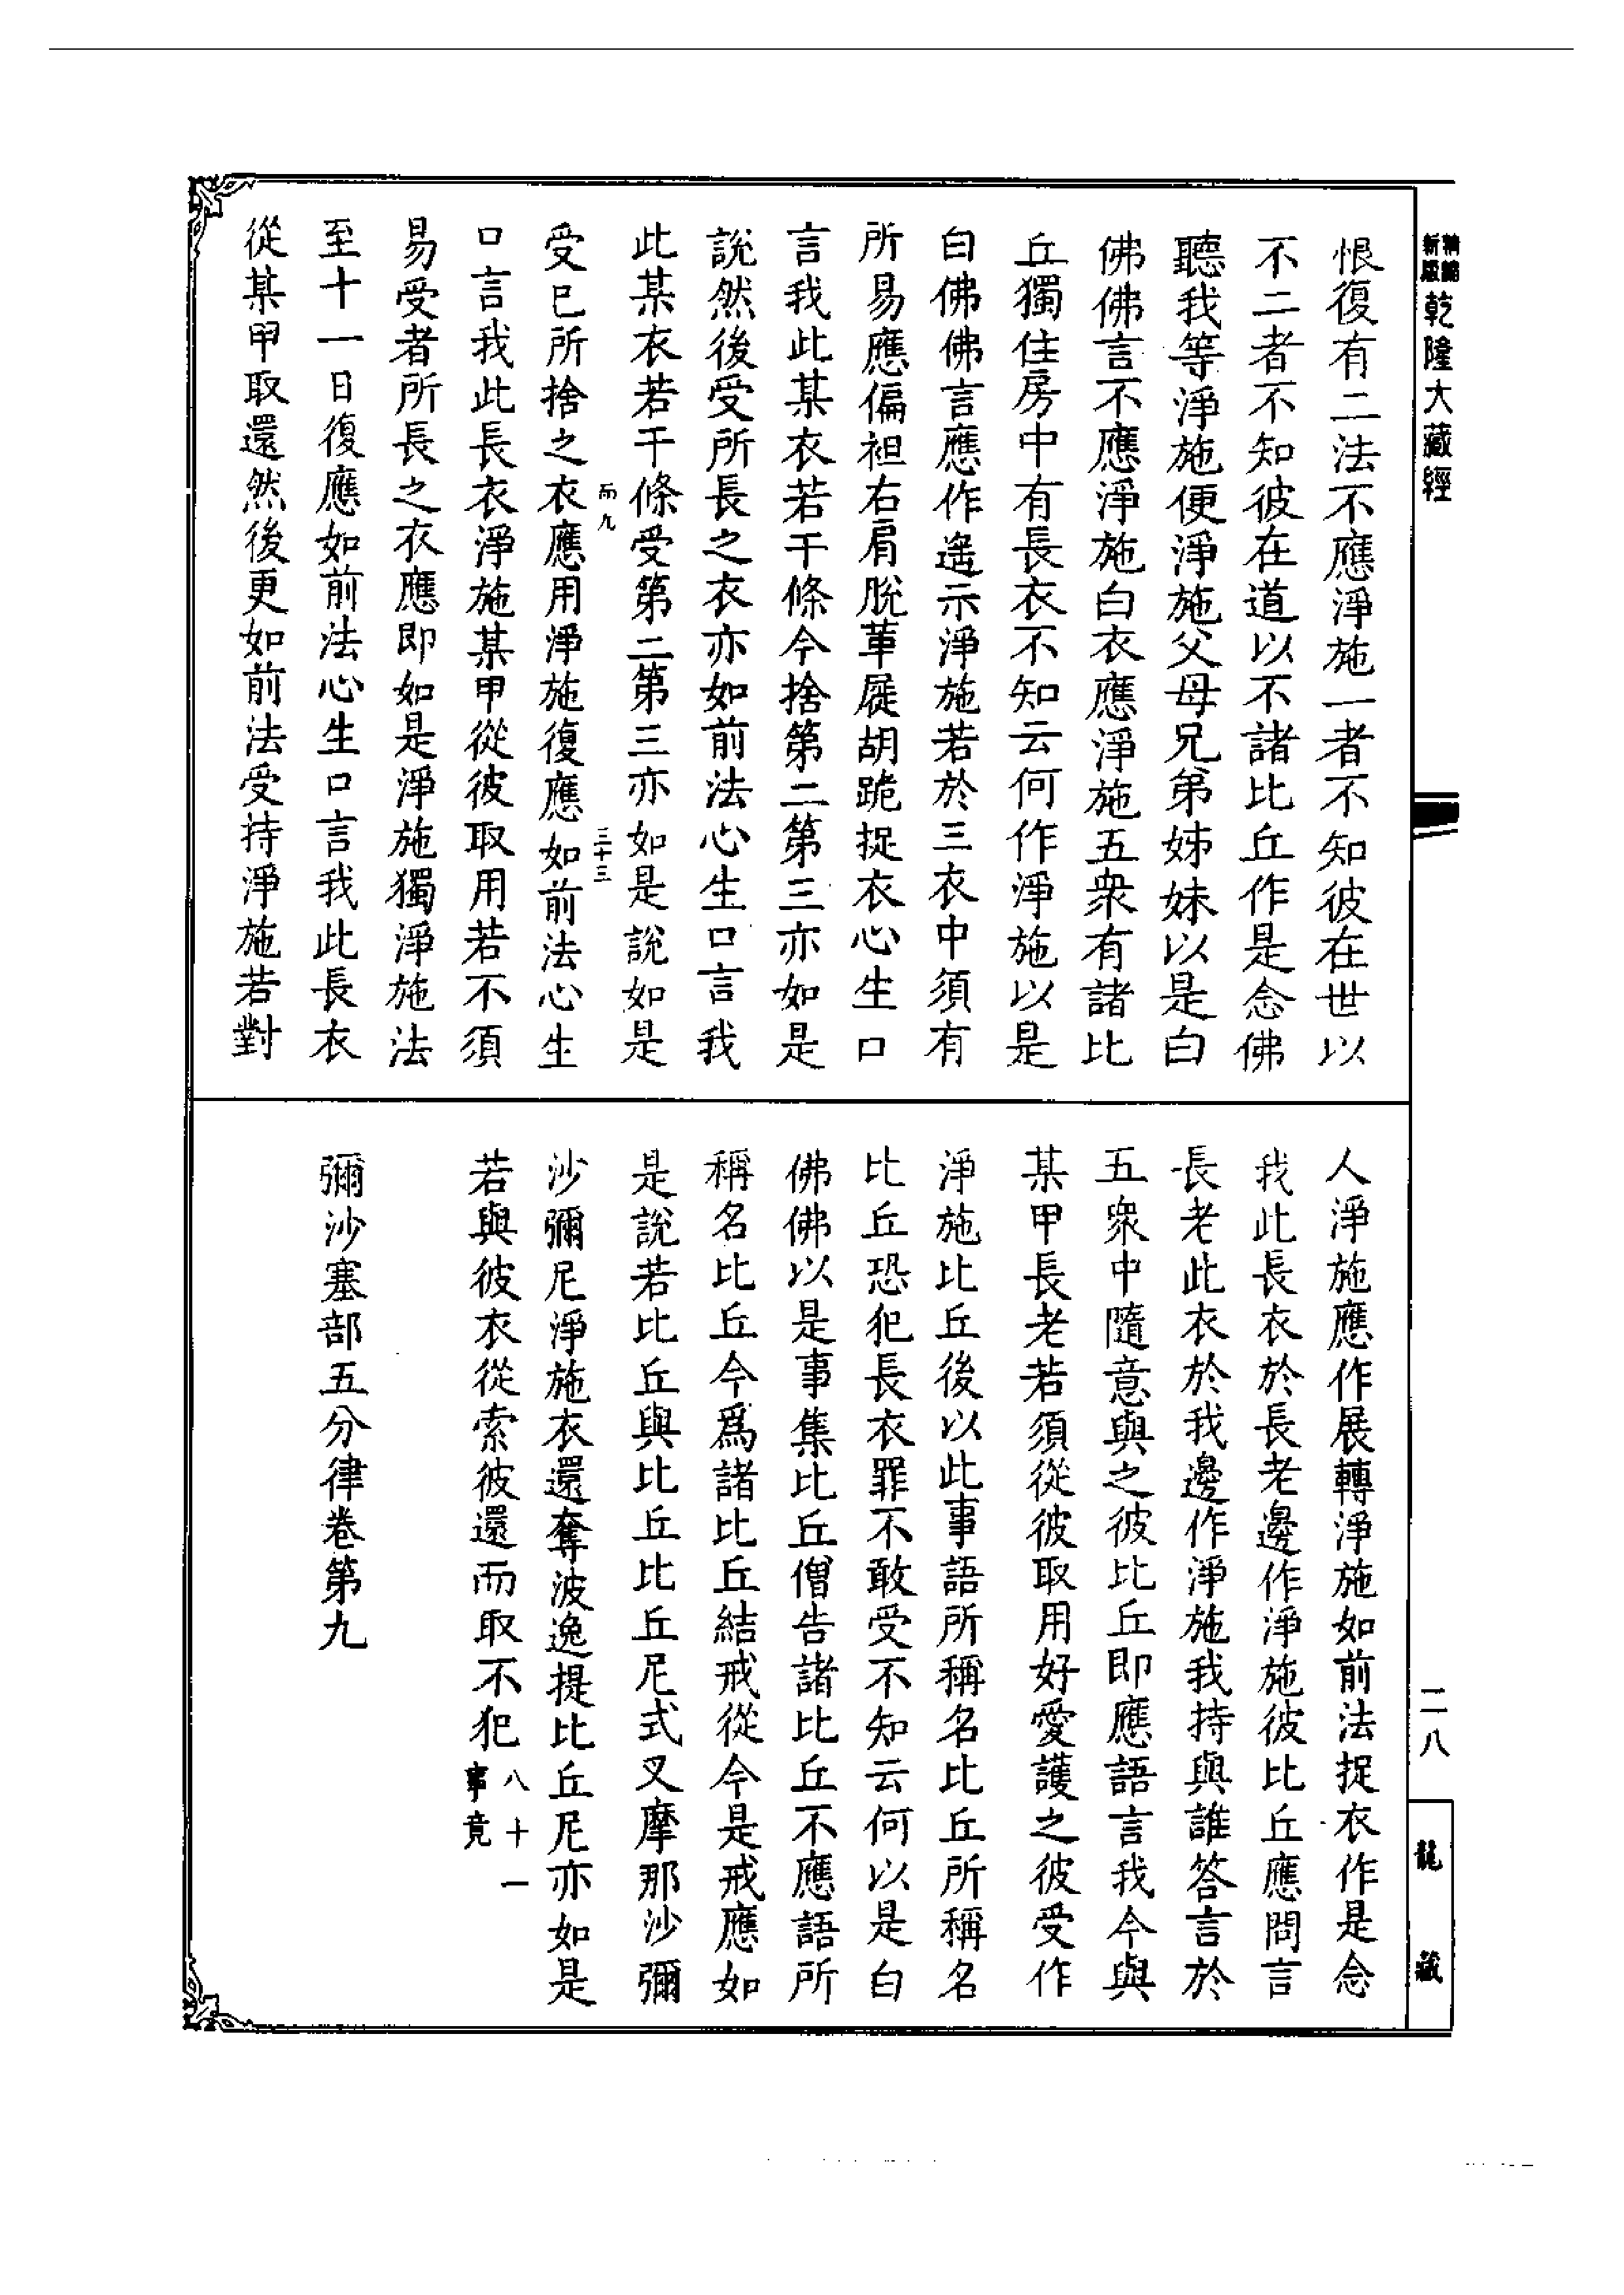 精縮
新版
乾隆大藏經
恨復有二法不應淨施一者不知彼在世以
不二者不知彼在道以不諸比丘作是念佛
聽我等淨施便淨施父母兄弟姊妹以是白
佛佛言不應淨施白衣應淨施五衆有諸比
丘獨住房中有長衣不知云何作淨施以是
白佛佛言應作遙示淨施若於三衣中須有
所易應偏袒右肩脫革屣胡跪捉衣心生口
言我此某衣若干條今捨第二第三亦如是
說然後受所長之衣亦如前法心生口言我
此某衣若干條受第二第三亦如是說如是
而九
三十三
受已所捨之衣應用淨施復應如前法心生
口言我此長衣淨施某甲從彼取用若不須
易受者所長之衣應即如是淨施獨淨施法
至十一日復應如前法心生口言我此長衣
從某甲取還然後更如前法受持淨施若對
人淨施應作展轉淨施如前法捉衣作是念
我此長衣於長老邊作淨施彼比丘應問言
長老此衣於我邊作淨施我持與誰答言於
五衆中隨意與之彼比丘即應語言我今與
某甲長老若須從彼取用好愛護之彼受作
淨施比丘後以此事語所稱名比丘所稱名
比丘恐犯長衣罪不敢受不知云何以是白
佛佛以是事集比丘僧告諸比丘不應語所
稱名比丘今爲諸比丘結戒從今是戒應如
是說若比丘與比丘比丘尼式叉摩那沙彌
沙彌尼淨施衣還奪波逸提比丘尼亦如是
若與彼衣從索彼還而取不犯八十一
事竟
彌沙塞部五分律卷第九
二八
龍藏